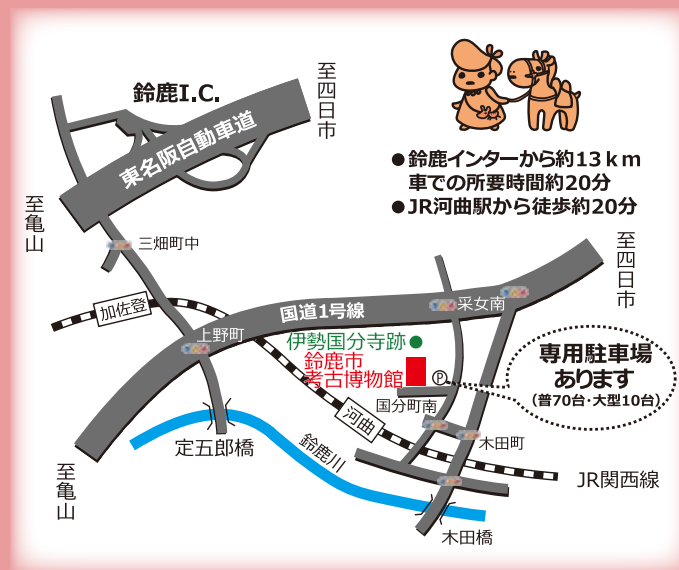 鈴鹿I.C.
至四日市
東名阪自動車道
●鈴鹿インターから約13km
車での所要時間約20分
●JR河曲駅から徒歩約20分
至亀山
三畑町中
至四日市
加佐登
国道1号線
采女南
上野町
伊勢国分寺跡
鈴鹿市
考古博物館
P
専用駐車場
あります
(普70台・大型10台)
国分町南
河曲
木田町
定五郎橋
鈴鹿川
JR関西線
至亀山
木田橋